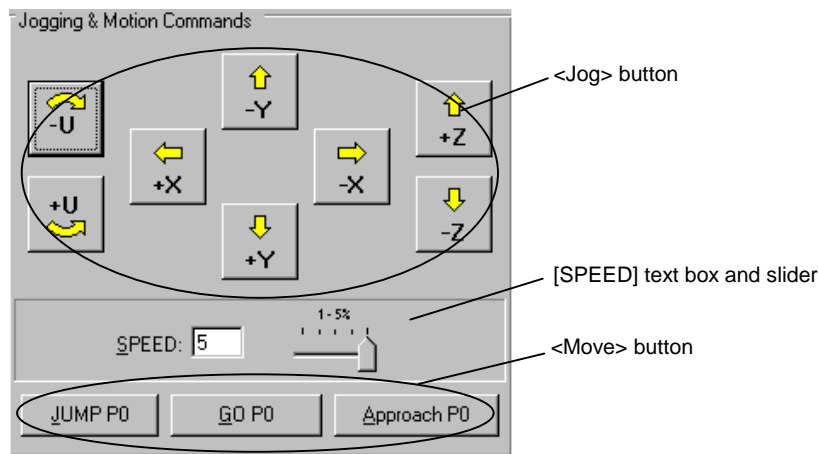 Jogging & Motion Commands
<Jog> button
-Y
-U
+Z
+X
-X
+U
-Z
+Y
[SPEED] text box and slider
1 - 5%
SPEED: 5
<Move> button
JUMP P0
GO P0
Approach P0